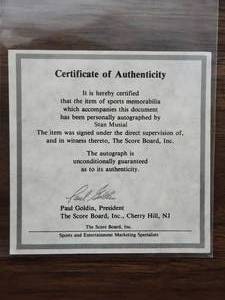 Certificate of Authenticity
It is hereby certified
that the item of sports memorabilia
which accompanies this document
has been personally autographed by
Stan Musial
The item was signed under the direct supervision of,
and in witness thereto, The Score Board, Inc.
The autograph is
unconditionally guaranteed
as to its authenticity.
Paul Goldin
Paul Goldin, President
The Score Board, Inc., Cherry Hill, NJ
The Score Board, Inc.
Sports and Entertainment Marketing Specialists